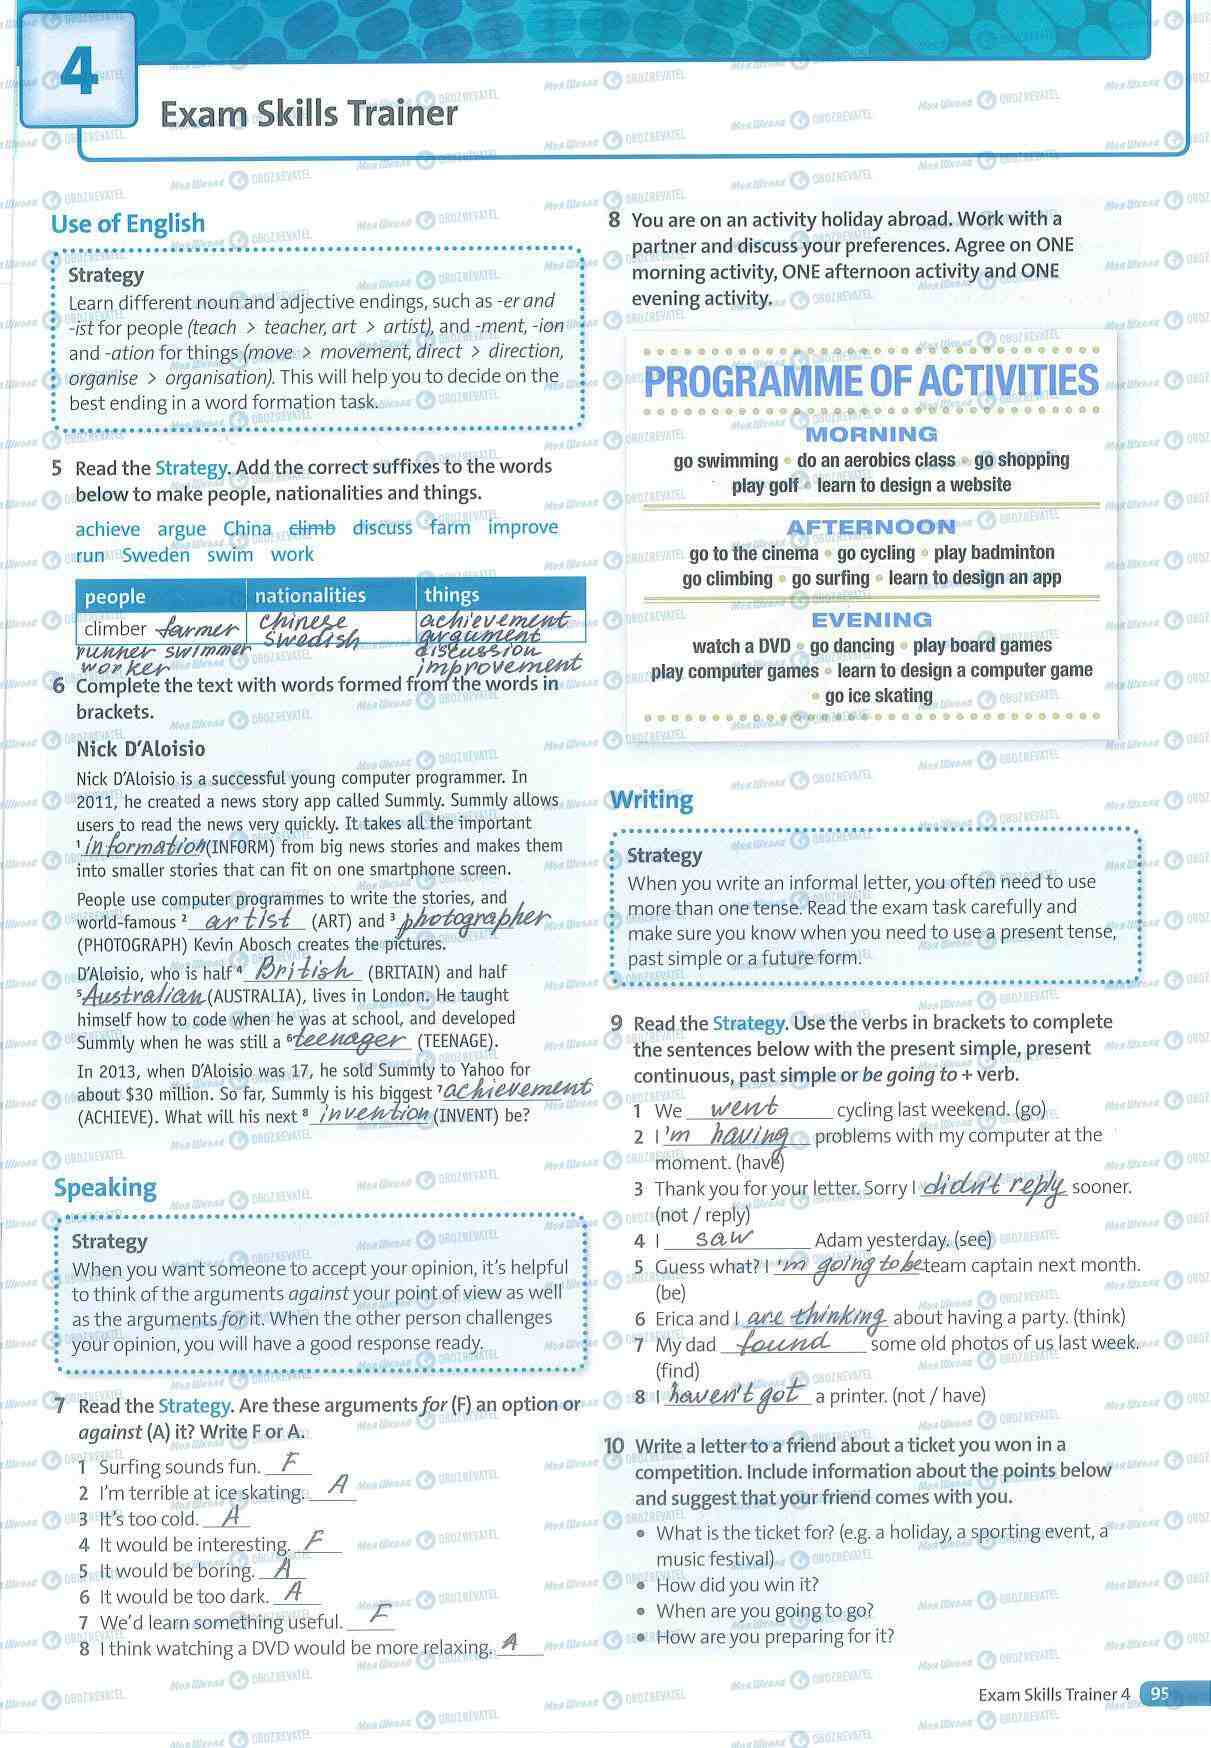 4
Exam Skills Trainer
Use of English
Strategy
Learn different noun and adjective endings, such as -er and
-ist for people (teach > teacher, art > artist), and -ment, -ion
and -ation for things (move > movement, direct > direction,
organise > organisation). This will help you to decide on the
best ending in a word formation task.
5 Read the Strategy. Add the correct suffixes to the words
below to make people, nationalities and things.
achieve argue China climb discuss farm improve
run Sweden swim work
people nationalities things
climber farmer chinese achievement
swedish argument
runner swimmer discussion
worker improvement
6 Complete the text with words formed from the words in
brackets.
Nick D'Aloisio
Nick D'Aloisio is a successful young computer programmer. In
2011, he created a news story app called Summly. Summly allows
users to read the news very quickly. It takes all the important
1 information (INFORM) from big news stories and makes them
into smaller stories that can fit on one smartphone screen.
People use computer programmes to write the stories, and
world-famous 2 artist (ART) and 3 photographer
(PHOTOGRAPH) Kevin Abosch creates the pictures.
D'Aloisio, who is half 4 British (BRITAIN) and half
5 Australian (AUSTRALIA), lives in London. He taught
himself how to code when he was at school, and developed
Summly when he was still a 6 teenager (TEENAGE).
In 2013, when D'Aloisio was 17, he sold Summly to Yahoo for
about $30 million. So far, Summly is his biggest 7 achievement
(ACHIEVE). What will his next 8 invention (INVENT) be?
Speaking
Strategy
When you want someone to accept your opinion, it's helpful
to think of the arguments against your point of view as well
as the arguments for it. When the other person challenges
your opinion, you will have a good response ready.
7 Read the Strategy. Are these arguments for (F) an option or
against (A) it? Write F or A.
1 Surfing sounds fun. F
2 I'm terrible at ice skating. A
3 It's too cold. A
4 It would be interesting. F
5 It would be boring. A
6 It would be too dark. A
7 We'd learn something useful. F
8 I think watching a DVD would be more relaxing. A
8 You are on an activity holiday abroad. Work with a
partner and discuss your preferences. Agree on ONE
morning activity, ONE afternoon activity and ONE
evening activity.
PROGRAMME OF ACTIVITIES
MORNING
go swimming • do an aerobics class • go shopping
play golf • learn to design a website
AFTERNOON
go to the cinema • go cycling • play badminton
go climbing • go surfing • learn to design an app
EVENING
watch a DVD • go dancing • play board games
play computer games • learn to design a computer game
• go ice skating
Writing
Strategy
When you write an informal letter, you often need to use
more than one tense. Read the exam task carefully and
make sure you know when you need to use a present tense,
past simple or a future form.
9 Read the Strategy. Use the verbs in brackets to complete
the sentences below with the present simple, present
continuous, past simple or be going to + verb.
1 We went cycling last weekend. (go)
2 I 'm having problems with my computer at the
moment. (have)
3 Thank you for your letter. Sorry I didn't reply sooner.
(not / reply)
4 I saw Adam yesterday. (see)
5 Guess what? I 'm going to be team captain next month.
(be)
6 Erica and I are thinking about having a party. (think)
7 My dad found some old photos of us last week.
(find)
8 I haven't got a printer. (not / have)
10 Write a letter to a friend about a ticket you won in a
competition. Include information about the points below
and suggest that your friend comes with you.
• What is the ticket for? (e.g. a holiday, a sporting event, a
music festival)
• How did you win it?
• When are you going to go?
• How are you preparing for it?
Exam Skills Trainer 4 95